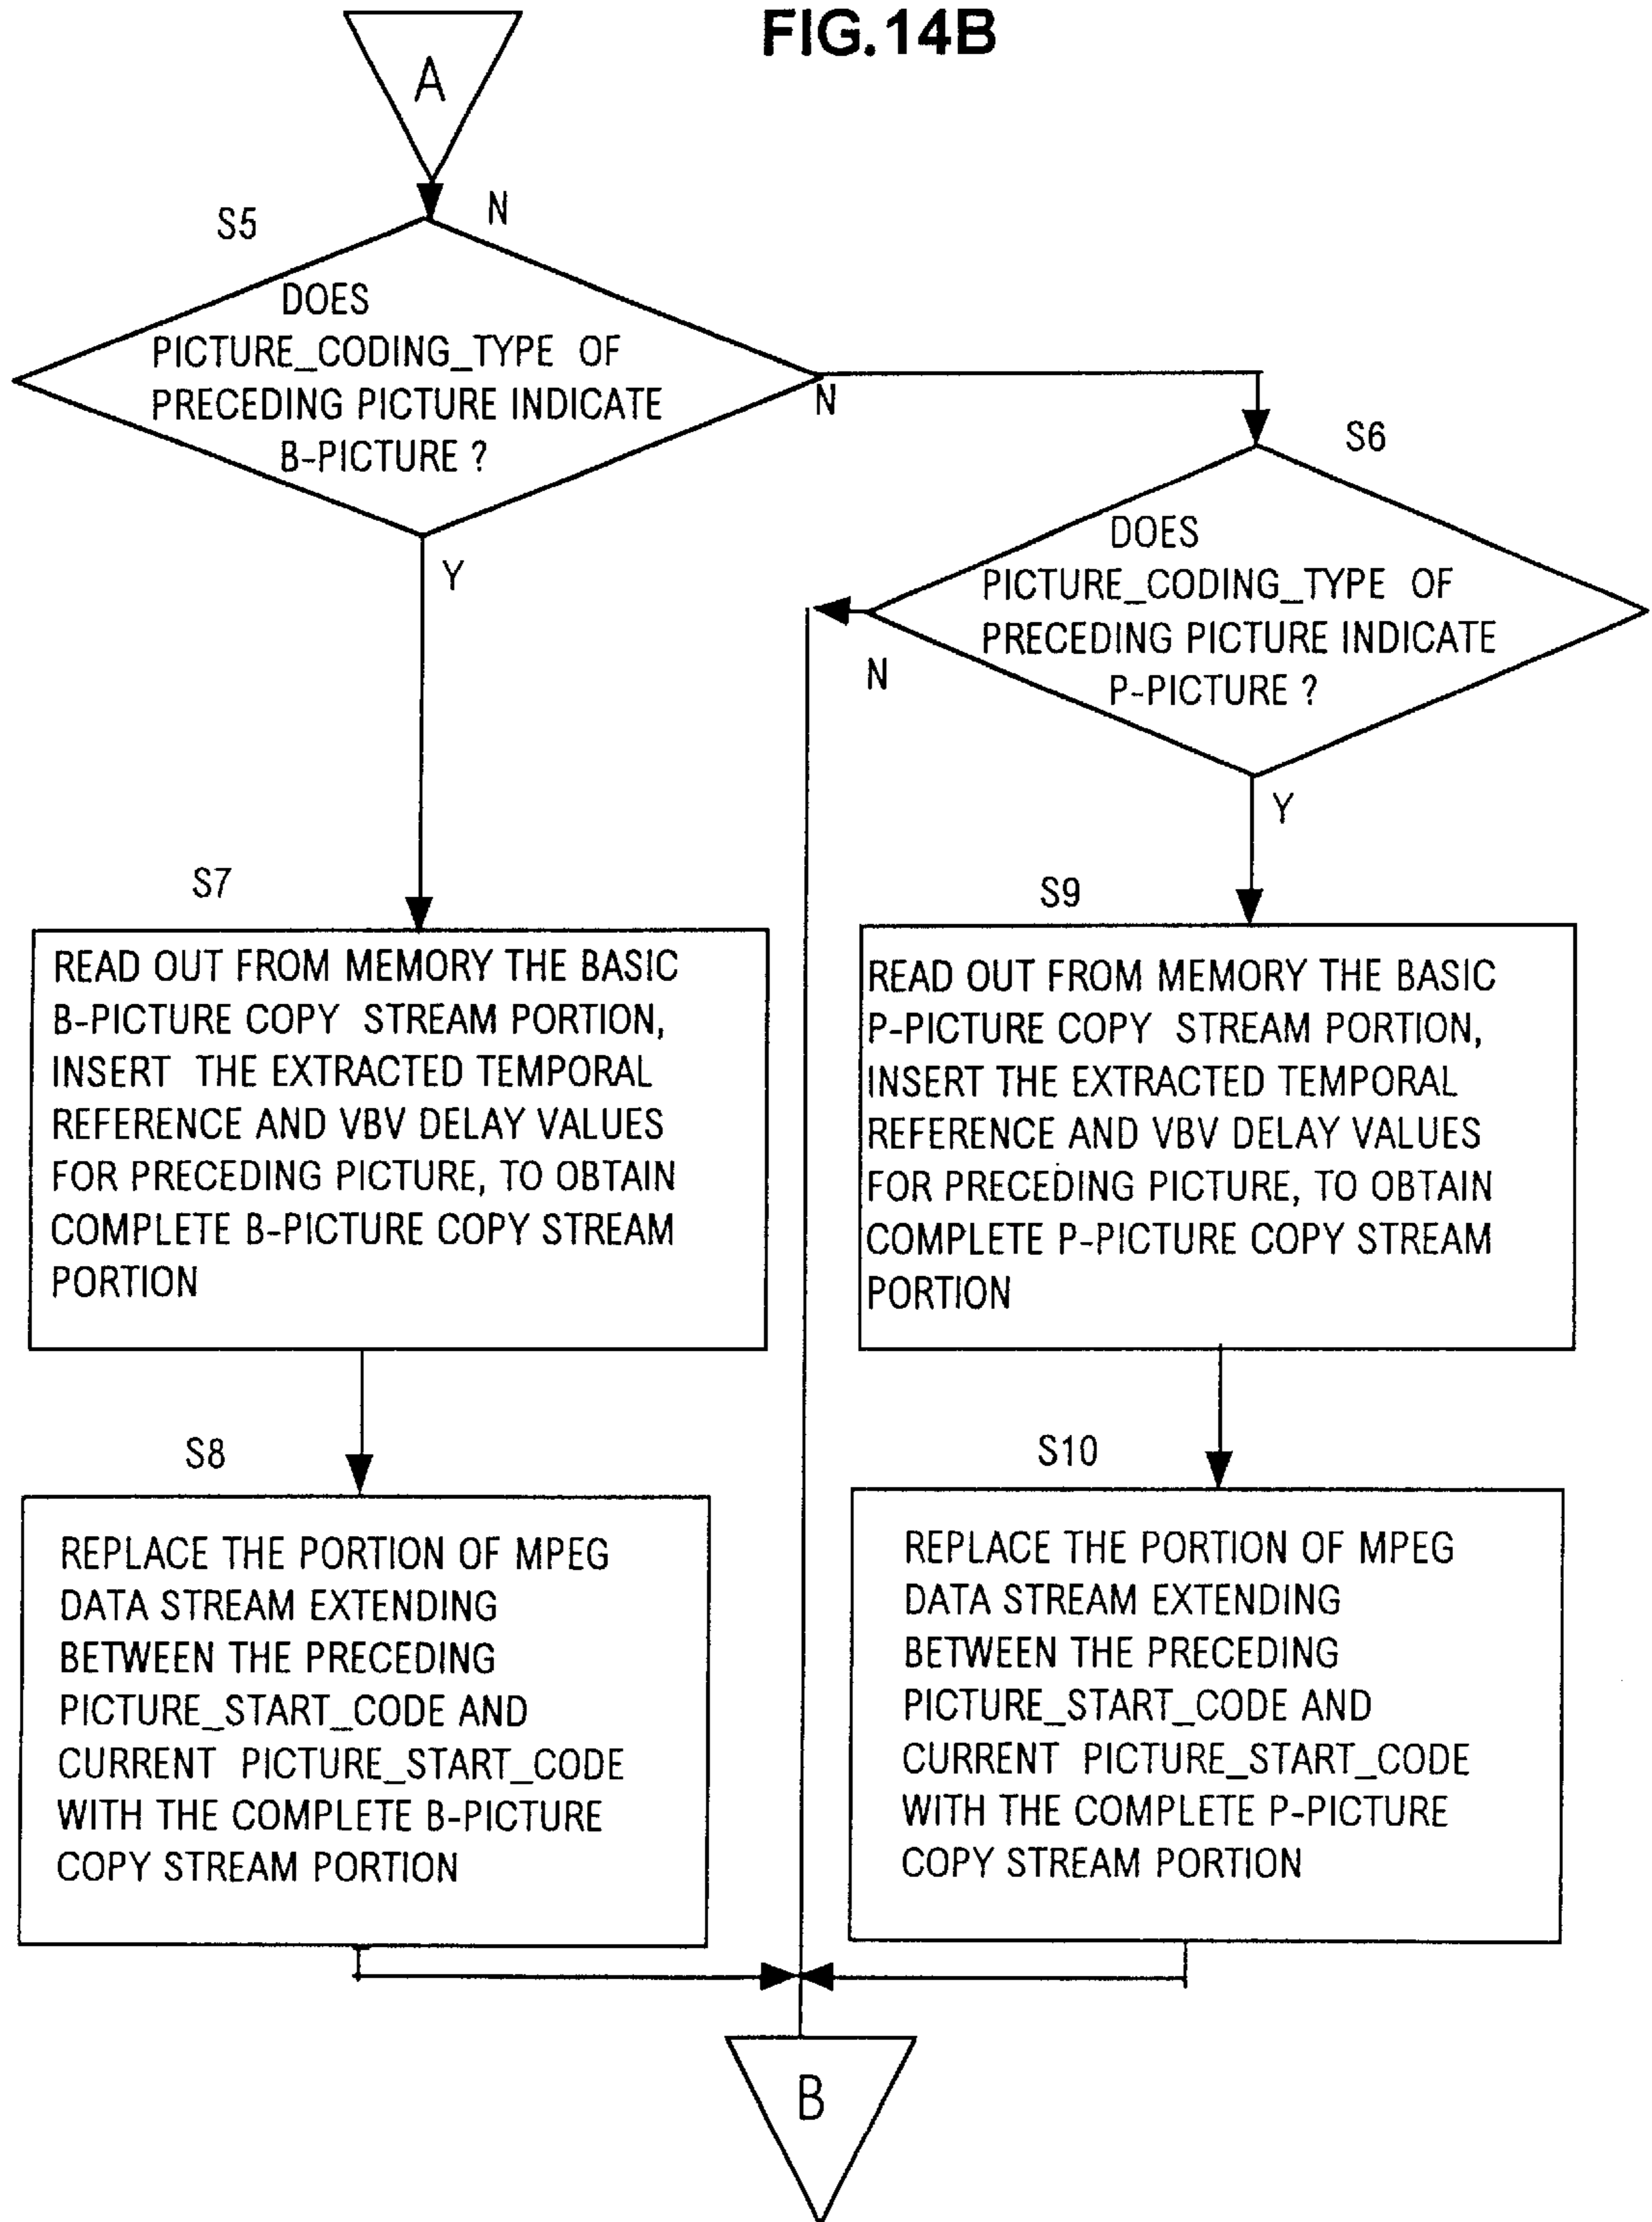 FIG.14B
A
S5
N
DOES
PICTURE_CODING_TYPE OF
PRECEDING PICTURE INDICATE
B-PICTURE ?
N
Y
S6
DOES
PICTURE_CODING_TYPE OF
PRECEDING PICTURE INDICATE
P-PICTURE ?
N
Y
S7
READ OUT FROM MEMORY THE BASIC
B-PICTURE COPY STREAM PORTION,
INSERT THE EXTRACTED TEMPORAL
REFERENCE AND VBV DELAY VALUES
FOR PRECEDING PICTURE, TO OBTAIN
COMPLETE B-PICTURE COPY STREAM
PORTION
S9
READ OUT FROM MEMORY THE BASIC
P-PICTURE COPY STREAM PORTION,
INSERT THE EXTRACTED TEMPORAL
REFERENCE AND VBV DELAY VALUES
FOR PRECEDING PICTURE, TO OBTAIN
COMPLETE P-PICTURE COPY STREAM
PORTION
S8
REPLACE THE PORTION OF MPEG
DATA STREAM EXTENDING
BETWEEN THE PRECEDING
PICTURE_START_CODE AND
CURRENT PICTURE_START_CODE
WITH THE COMPLETE B-PICTURE
COPY STREAM PORTION
S10
REPLACE THE PORTION OF MPEG
DATA STREAM EXTENDING
BETWEEN THE PRECEDING
PICTURE_START_CODE AND
CURRENT PICTURE_START_CODE
WITH THE COMPLETE P-PICTURE
COPY STREAM PORTION
B